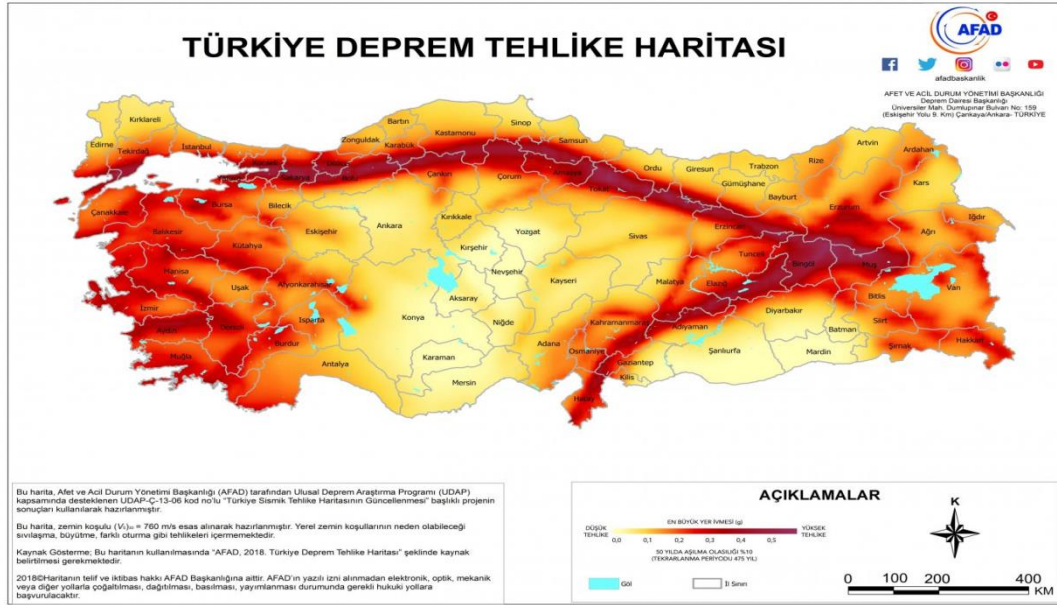 TÜRKİYE DEPREM TEHLİKE HARİTASI
AFAD
afadbaskanlik
AFET VE ACİL DURUM YÖNETİMİ BAŞKANLIĞI
Deprem Dairesi Başkanlığı
Üniversiler Mah. Dumlupınar Bulvarı No: 159
(Eskişehir Yolu 9. Km) Çankaya/Ankara- TÜRKİYE
Kırklareli
Edirne
Tekirdağ
İstanbul
Zonguldak
Bartın
Karabük
Kastamonu
Sinop
Samsun
Ordu
Giresun
Trabzon
Rize
Artvin
Ardahan
Kars
Gümüşhane
Bayburt
Erzurum
Iğdır
Ağrı
Çanakkale
Balıkesir
Bursa
Bilecik
Sakarya
Bolu
Çankırı
Çorum
Amasya
Tokat
Eskişehir
Ankara
Kırıkkale
Yozgat
Sivas
Erzincan
Tunceli
Bingöl
Muş
Kütahya
Manisa
Uşak
Afyonkarahisar
Kırşehir
Nevşehir
Kayseri
Malatya
Elazığ
Bitlis
Van
İzmir
Aydın
Denizli
Isparta
Burdur
Konya
Aksaray
Niğde
Kahramanmaraş
Adıyaman
Diyarbakır
Batman
Siirt
Şırnak
Hakkari
Muğla
Antalya
Karaman
Mersin
Adana
Osmaniye
Gaziantep
Kilis
Şanlıurfa
Mardin
Hatay
Bu harita, Afet ve Acil Durum Yönetimi Başkanlığı (AFAD) tarafından Ulusal Deprem Araştırma Programı (UDAP)
kapsamında desteklenen UDAP-Ç-13-06 kod no'lu "Türkiye Sismik Tehlike Haritasının Güncellenmesi" başlıklı projenin
sonuçları kullanılarak hazırlanmıştır.
Bu harita, zemin koşulu (Vₛ)₃₀ = 760 m/s esas alınarak hazırlanmıştır. Yerel zemin koşullarının neden olabileceği
sıvılaşma, büyütme, farklı oturma gibi tehlikeleri içermemektedir.
Kaynak Gösterme; Bu haritanın kullanılmasında "AFAD, 2018. Türkiye Deprem Tehlike Haritası" şeklinde kaynak
belirtilmesi gerekmektedir.
2018©Haritanın telif ve iktibas hakkı AFAD Başkanlığına aittir. AFAD'ın yazılı izni alınmadan elektronik, optik, mekanik
veya diğer yollarla çoğaltılması, dağıtılması, basılması, yayımlanması durumunda gerekli hukuki yollara
başvurulacaktır.
AÇIKLAMALAR
EN BÜYÜK YER İVMESİ (g)
DÜŞÜK TEHLİKE
YÜKSEK TEHLİKE
0,0 0,1 0,2 0,3 0,4 0,5
50 YILDA AŞILMA OLASILIĞI %10
(TEKRARLANMA PERİYODU 475 YIL)
Göl
İl Sınırı
K
0 50 100 200 300 400
KM